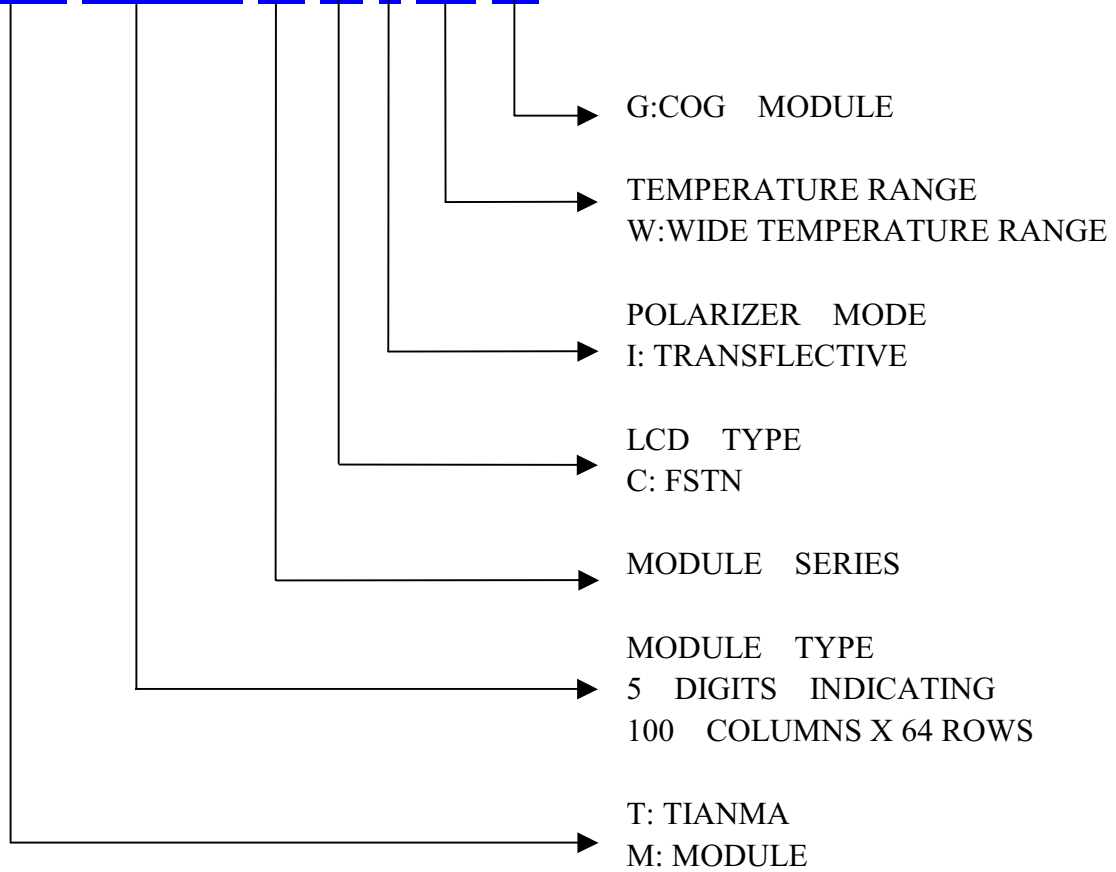 G:COG MODULE
TEMPERATURE RANGE
W:WIDE TEMPERATURE RANGE
POLARIZER MODE
I: TRANSFLECTIVE
LCD TYPE
C: FSTN
MODULE SERIES
MODULE TYPE
5 DIGITS INDICATING
100 COLUMNS X 64 ROWS
T: TIANMA
M: MODULE